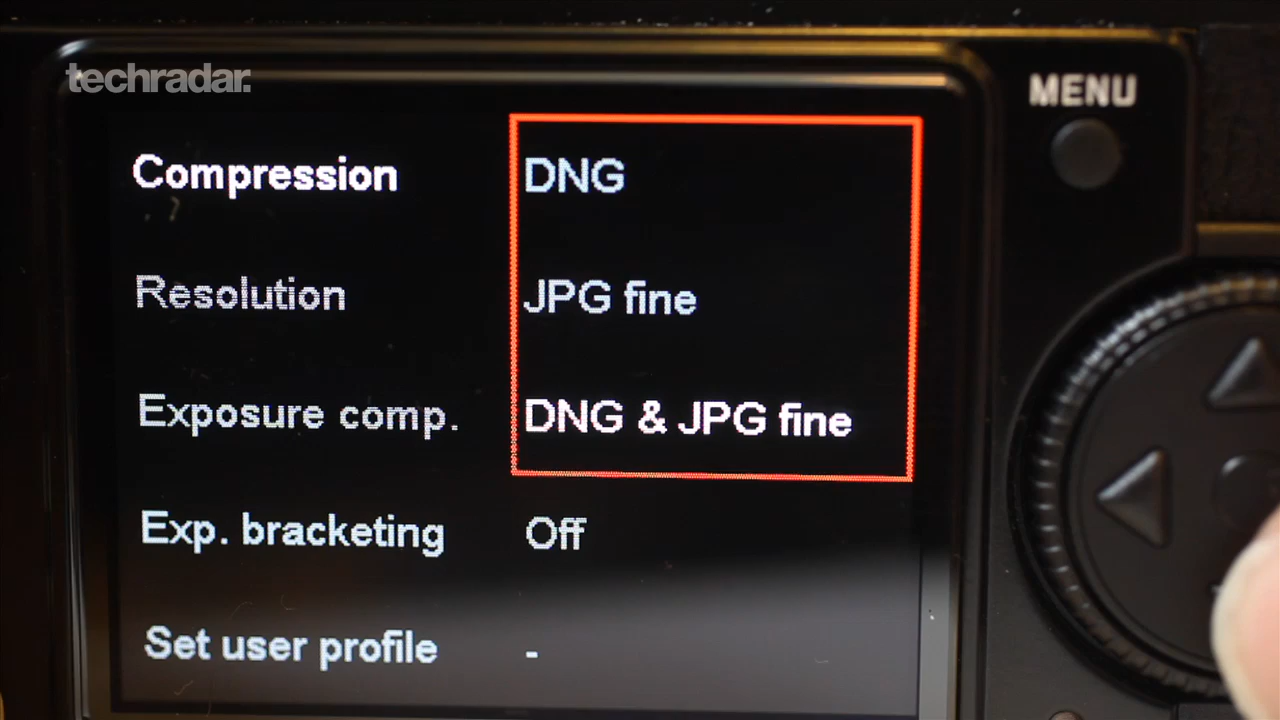 techradar.
MENU
Compression DNG
Resolution JPG fine
Exposure comp. DNG & JPG fine
Exp. bracketing Off
Set user profile -